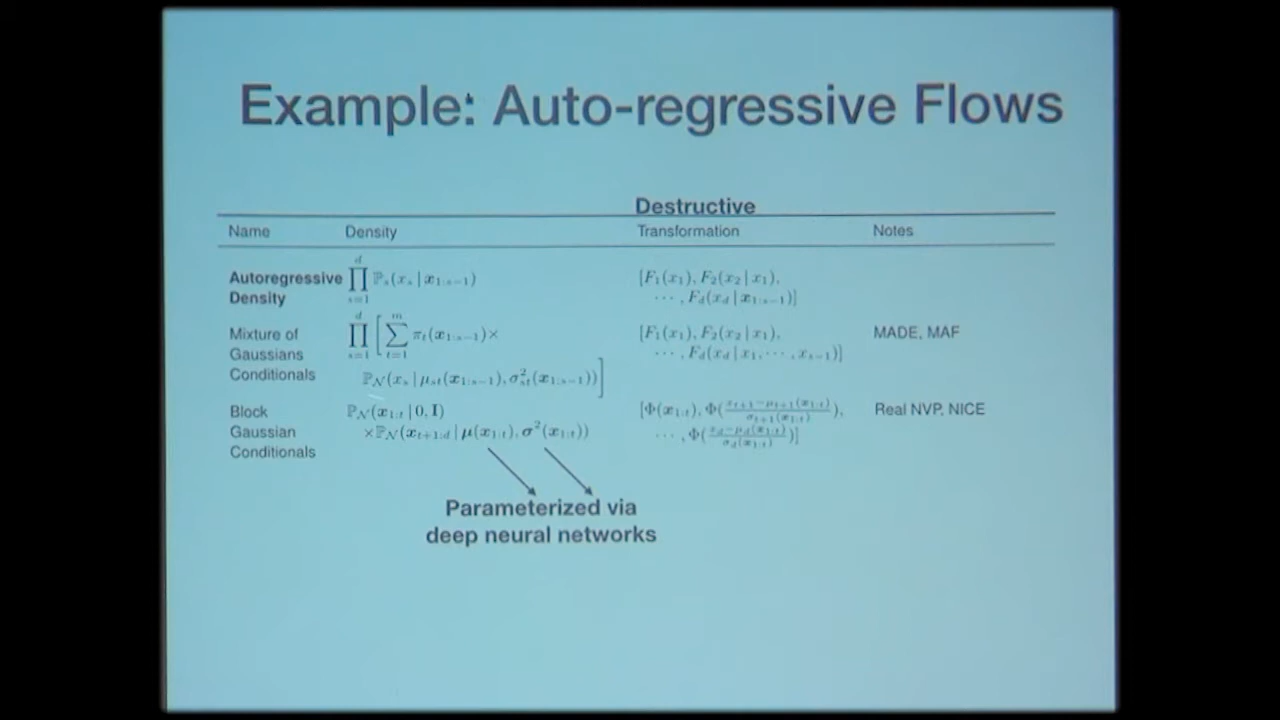 Example: Auto-regressive Flows
Destructive
Name Density Transformation Notes
Autoregressive Density
∏_{s=1}^{d} ℙ_s(x_s | x_{1:s−1})
[F_1(x_1), F_2(x_2 | x_1),
⋯ , F_d(x_d | x_{1:s−1})]
Mixture of
Gaussians
Conditionals
∏_{s=1}^{d} [ ∑_{t=1}^{m} π_t(x_{1:s−1})×
ℙ_𝒩(x_s | μ_{st}(x_{1:s−1}), σ²_{st}(x_{1:s−1})) ]
[F_1(x_1), F_2(x_2 | x_1),
⋯ , F_d(x_d | x_1, ⋯ , x_{s−1})]
MADE, MAF
Block
Gaussian
Conditionals
ℙ_𝒩(x_{1:t} | 0, I)
×ℙ_𝒩(x_{t+1:d} | μ(x_{1:t}), σ²(x_{1:t}))
[Φ(x_{1:t}), Φ((x_{t+1}−μ_{t+1}(x_{1:t}))/σ_{t+1}(x_{1:t})),
⋯ , Φ((x_d−μ_d(x_{1:t}))/σ_d(x_{1:t}))]
Real NVP, NICE
Parameterized via
deep neural networks